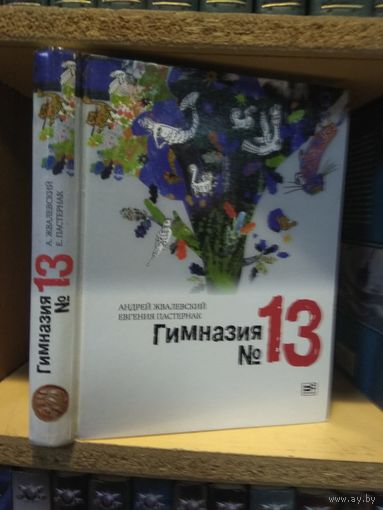 А. ЖВАЛЕВСКИЙ
Е. ПАСТЕРНАК
Гимназия
№ 13
АНДРЕЙ ЖВАЛЕВСКИЙ
ЕВГЕНИЯ ПАСТЕРНАК
Гимназия
№ 13
www.ay.by